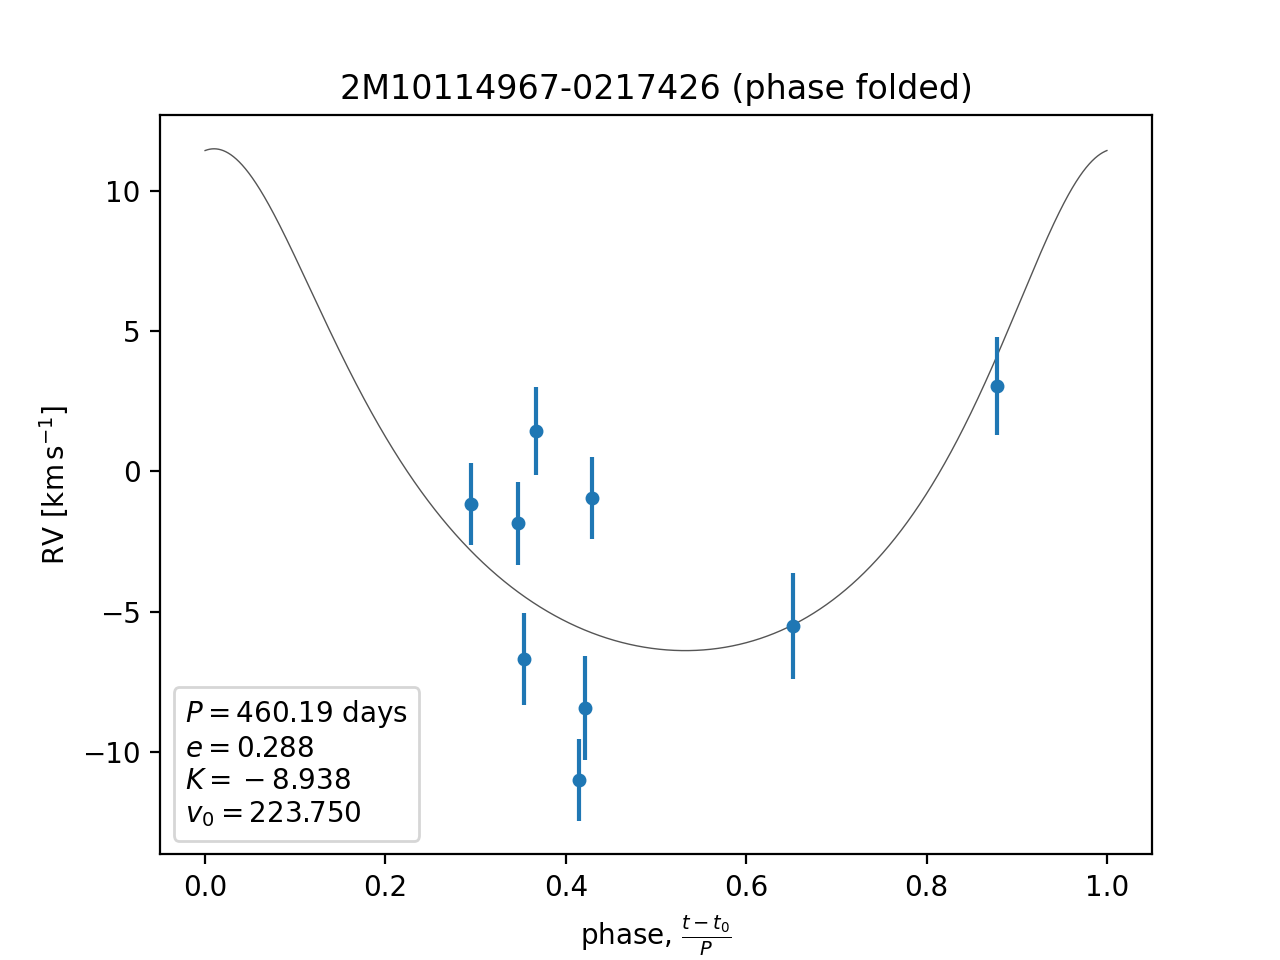 2M10114967-0217426 (phase folded)
10
5
0
−5
−10
RV [km s⁻¹]
P = 460.19 days
e = 0.288
K = −8.938
v₀ = 223.750
0.0 0.2 0.4 0.6 0.8 1.0
phase, (t − t₀)/P